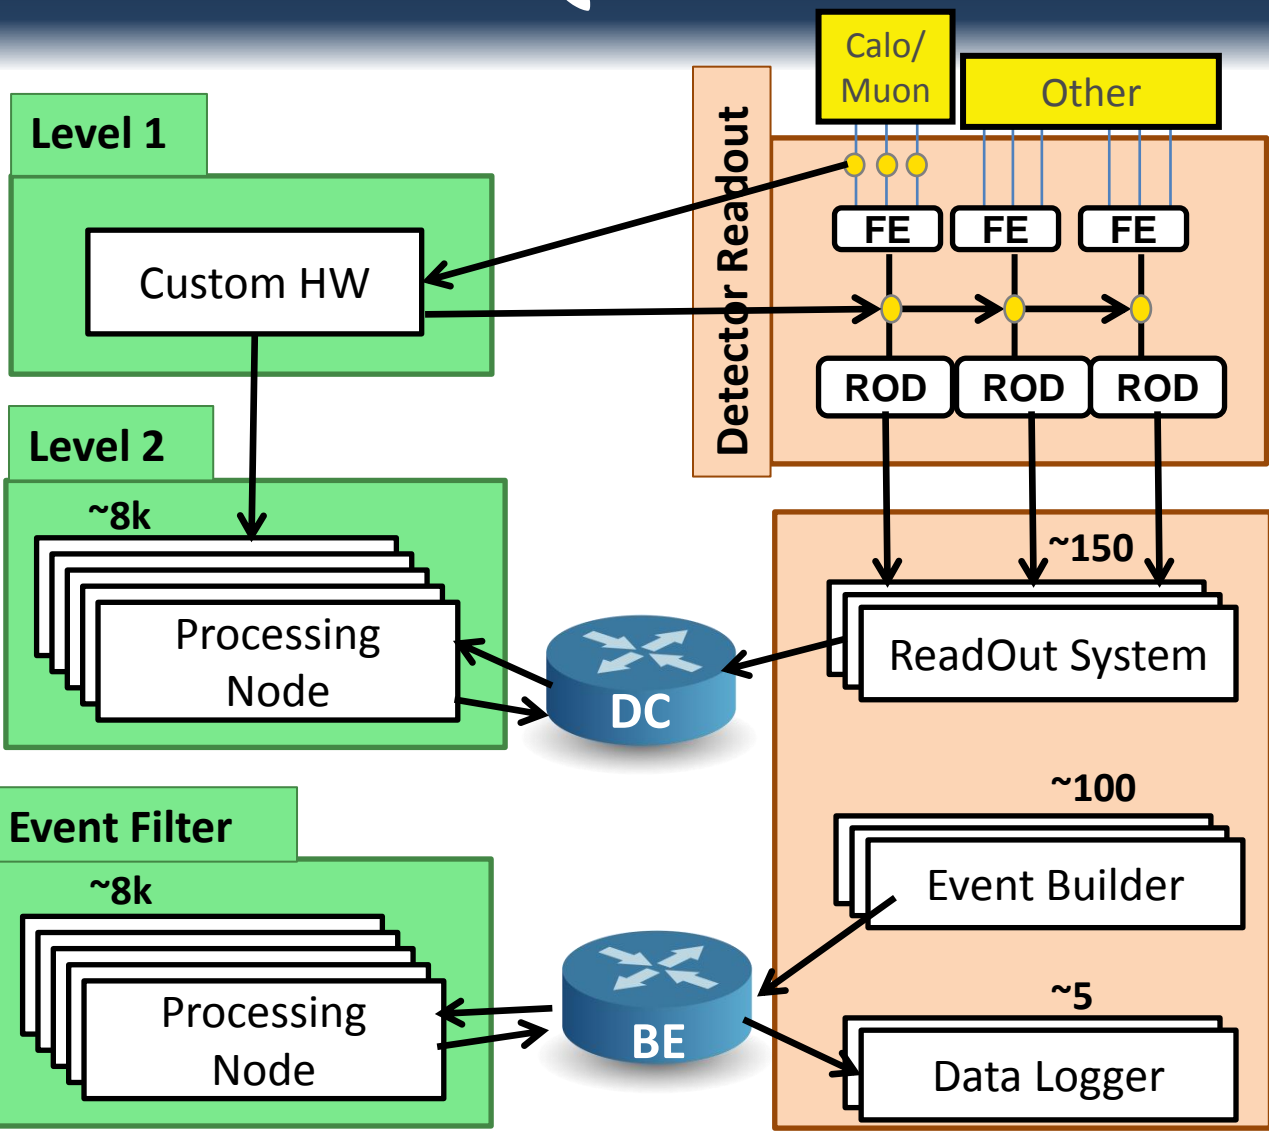 Calo/
Muon
Other
Level 1
Detector Readout
FE
FE
FE
Custom HW
ROD
ROD
ROD
Level 2
~8k
~150
Processing
Node
ReadOut System
DC
~100
Event Filter
~8k
Event Builder
~5
Processing
Node
BE
Data Logger